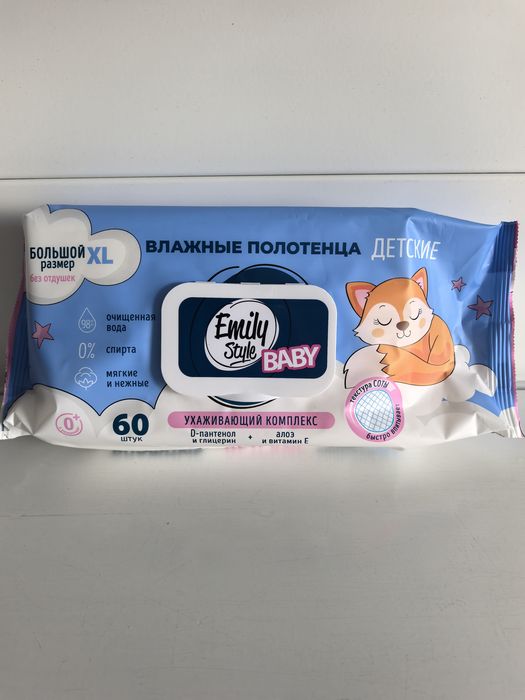 БОЛЬШОЙ
размер
XL
без отдушек
ВЛАЖНЫЕ ПОЛОТЕНЦА ДЕТСКИЕ
98%
очищенная
вода
0%
спирта
мягкие
и нежные
0+
60
штук
Emily
Style
BABY
УХАЖИВАЮЩИЙ КОМПЛЕКС
D-пантенол
и глицерин
+
алоэ
и витамин Е
текстура СОТЫ
быстро впитывает